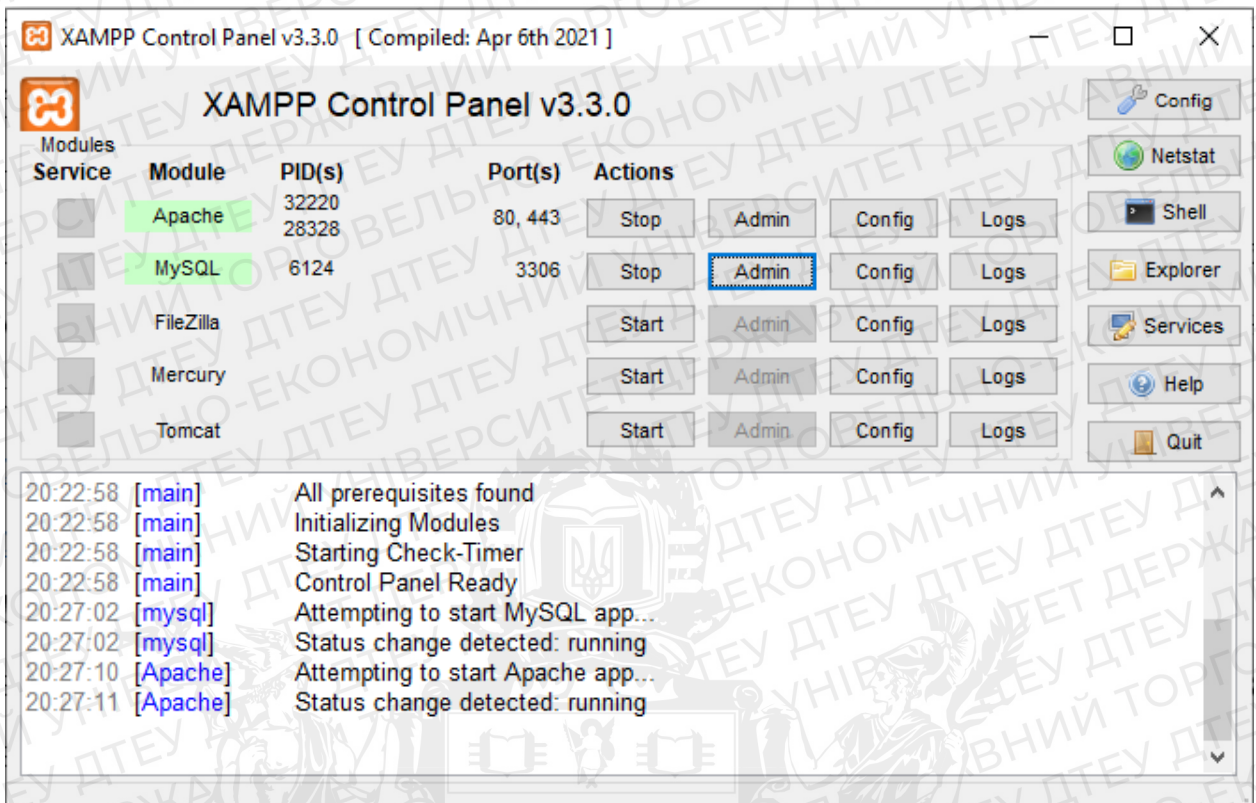 XAMPP Control Panel v3.3.0 [ Compiled: Apr 6th 2021 ]
XAMPP Control Panel v3.3.0
Config
Modules
Netstat
Service Module PID(s) Port(s) Actions
Apache 32220 28328 80, 443 Stop Admin Config Logs
Shell
MySQL 6124 3306 Stop Admin Config Logs
Explorer
FileZilla Start Admin Config Logs
Services
Mercury Start Admin Config Logs
Help
Tomcat Start Admin Config Logs
Quit
20:22:58 [main] All prerequisites found
20:22:58 [main] Initializing Modules
20:22:58 [main] Starting Check-Timer
20:22:58 [main] Control Panel Ready
20:27:02 [mysql] Attempting to start MySQL app...
20:27:02 [mysql] Status change detected: running
20:27:10 [Apache] Attempting to start Apache app...
20:27:11 [Apache] Status change detected: running